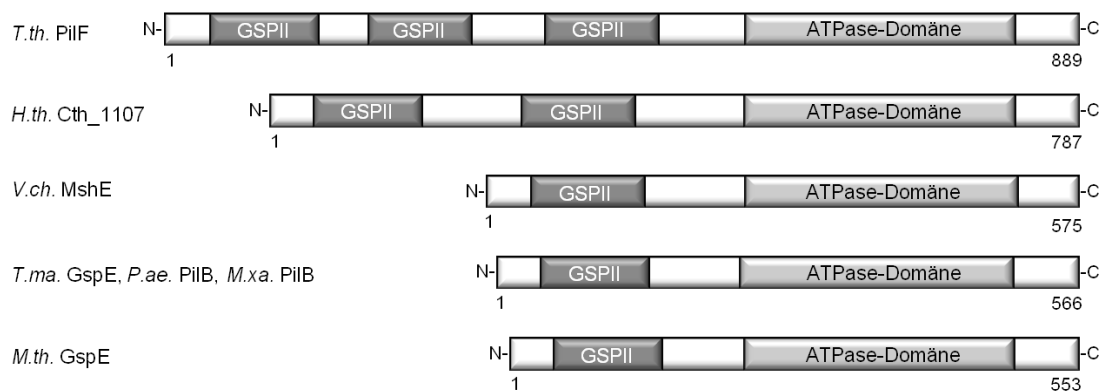 T.th. PilF N- GSPII GSPII GSPII ATPase-Domäne -C
1 889
H.th. Cth_1107 N- GSPII GSPII ATPase-Domäne -C
1 787
V.ch. MshE N- GSPII ATPase-Domäne -C
1 575
T.ma. GspE, P.ae. PilB, M.xa. PilB N- GSPII ATPase-Domäne -C
1 566
M.th. GspE N- GSPII ATPase-Domäne -C
1 553